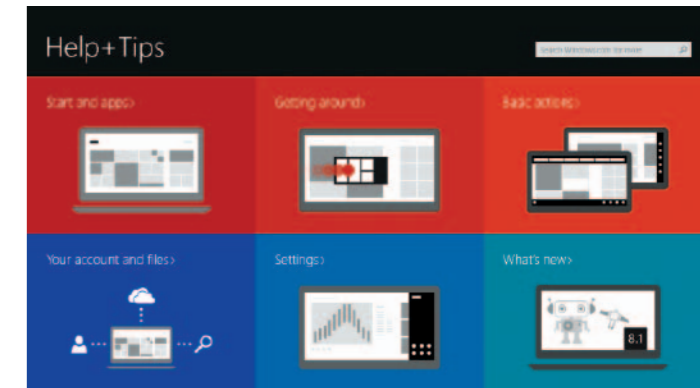 Help+Tips
Start and apps>
Getting around>
Basic actions>
Your account and files>
Settings>
What's new>
8.1